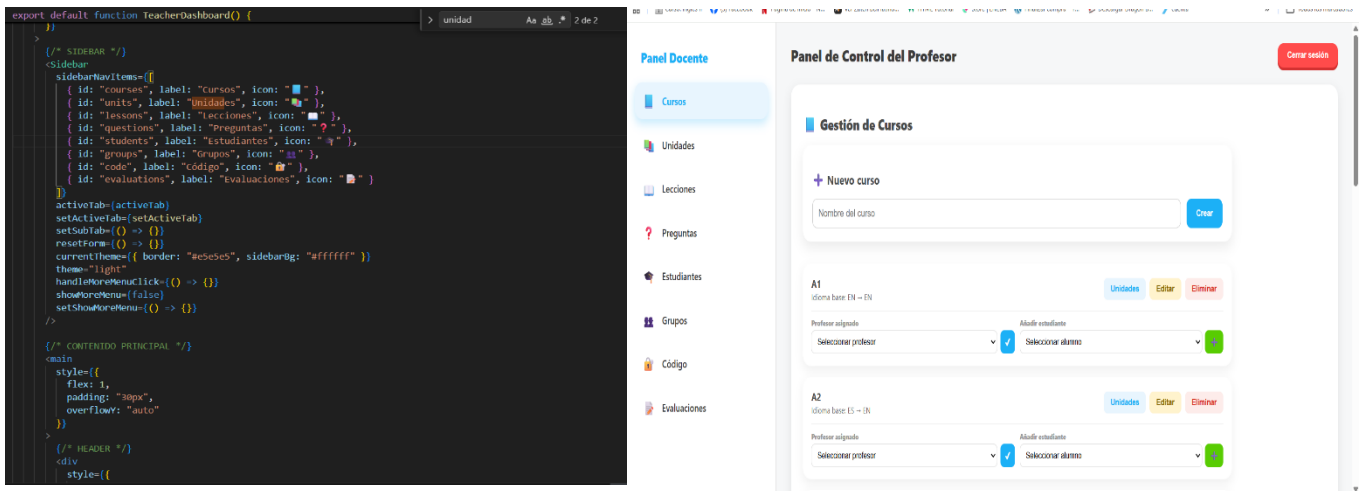 export default function TeacherDashboard() {
unidad
Aa ab .* 2 de 2
}}
>
{/* SIDEBAR */}
<Sidebar
sidebarNavItems={[
{ id: "courses", label: "Cursos", icon: "📘" },
{ id: "units", label: "Unidades", icon: "📚" },
{ id: "lessons", label: "Lecciones", icon: "📖" },
{ id: "questions", label: "Preguntas", icon: "❓" },
{ id: "students", label: "Estudiantes", icon: "🎓" },
{ id: "groups", label: "Grupos", icon: "👥" },
{ id: "code", label: "Código", icon: "🔐" },
{ id: "evaluations", label: "Evaluaciones", icon: "📝" }
]}
activeTab={activeTab}
setActiveTab={setActiveTab}
setSubTab={() => {}}
resetForm={() => {}}
currentTheme={{ border: "#e5e5e5", sidebarBg: "#ffffff" }}
theme="light"
handleMoreMenuClick={() => {}}
showMoreMenu={false}
setShowMoreMenu={() => {}}
/>
{/* CONTENIDO PRINCIPAL */}
<main
style={{
flex: 1,
padding: "30px",
overflowY: "auto"
}}
>
{/* HEADER */}
<div
style={{
Panel Docente
Cursos
Unidades
Lecciones
Preguntas
Estudiantes
Grupos
Código
Evaluaciones
Panel de Control del Profesor
Cerrar sesión
Gestión de Cursos
Nuevo curso
Nombre del curso
Crear
A1
Idioma base: EN → EN
Unidades
Editar
Eliminar
Profesor asignado
Añadir estudiante
Seleccionar profesor
Seleccionar alumno
A2
Idioma base: ES → EN
Unidades
Editar
Eliminar
Profesor asignado
Añadir estudiante
Seleccionar profesor
Seleccionar alumno